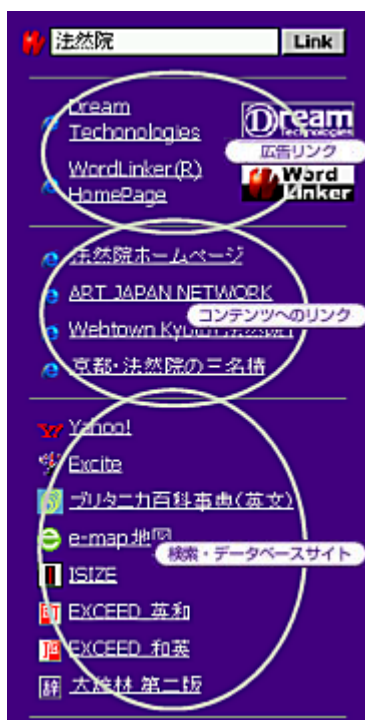 法然院 Link
Dream
Techonologies
Dream
Technologies
広告リンク
WordLinker(R)
HomePage
Word
Linker
法然院ホームページ
ART JAPAN NETWORK
コンテンツへのリンク
Webtown Kyoto
京都・法然院の三名椿
Yahoo!
Excite
ブリタニカ百科事典(英文)
e-map地図
検索・データベースサイト
ISIZE
EXCEED 英和
EXCEED 和英
辞 大辞林 第二版